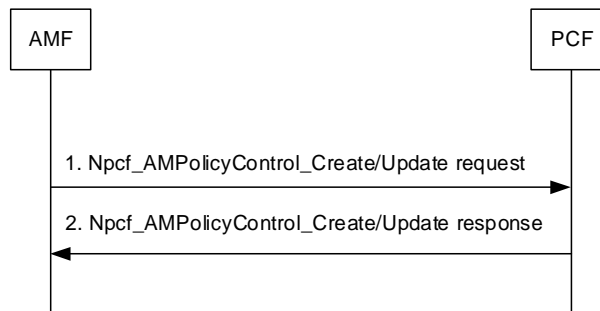 AMF
PCF
1. Npcf_AMPolicyControl_Create/Update request
2. Npcf_AMPolicyControl_Create/Update response